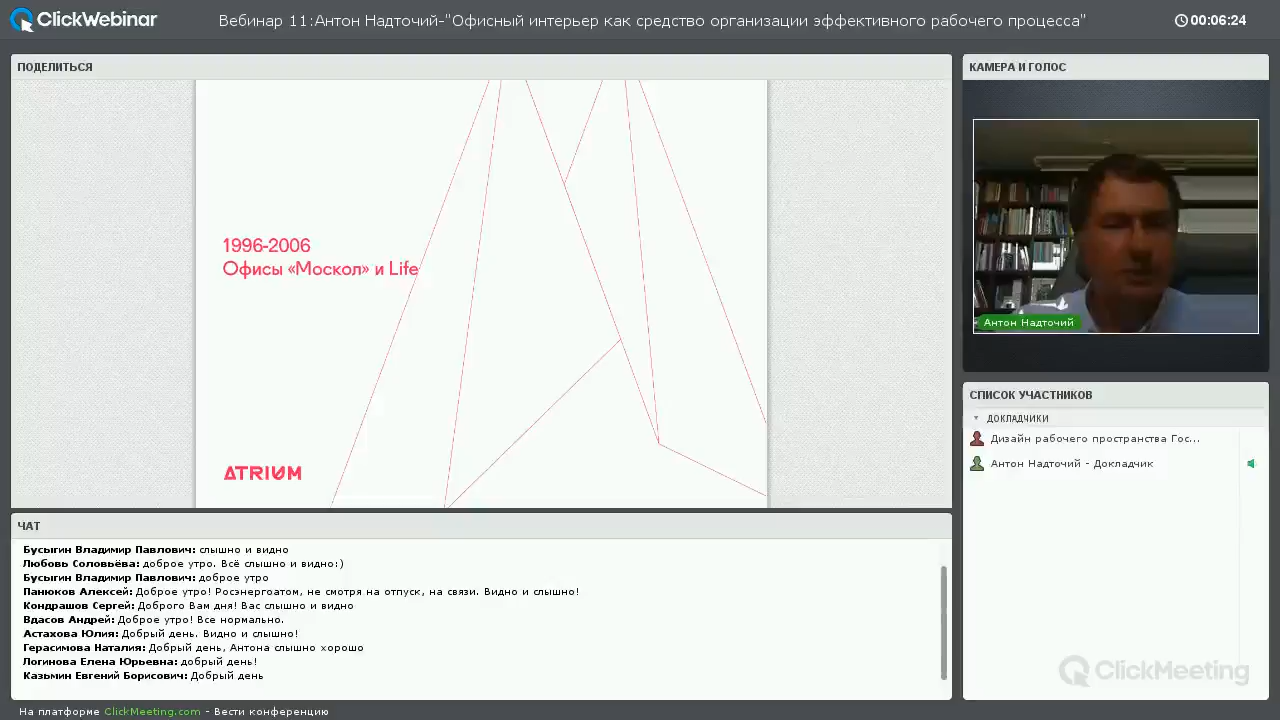 ClickWebinar
Вебинар 11:Антон Надточий-"Офисный интерьер как средство организации эффективного рабочего процесса"
00:06:24
ПОДЕЛИТЬСЯ
1996-2006
Офисы «Москол» и Life
ATRIUM
КАМЕРА И ГОЛОС
Антон Надточий
СПИСОК УЧАСТНИКОВ
ДОКЛАДЧИКИ
Дизайн рабочего пространства Гос...
Антон Надточий - Докладчик
ClickMeeting
ЧАТ
Бусыгин Владимир Павлович: слышно и видно
Любовь Соловьёва: доброе утро. Всё слышно и видно:)
Бусыгин Владимир Павлович: доброе утро
Панюков Алексей: Доброе утро! Росэнергоатом, не смотря на отпуск, на связи. Видно и слышно!
Кондрашов Сергей: Доброго Вам дня! Вас слышно и видно
Вдасов Андрей: Доброе утро! Все нормально.
Астахова Юлия: Добрый день. Видно и слышно!
Герасимова Наталия: Добрый день, Антона слышно хорошо
Логинова Елена Юрьевна: добрый день!
Казьмин Евгений Борисович: Добрый день
На платформе ClickMeeting.com - Вести конференцию